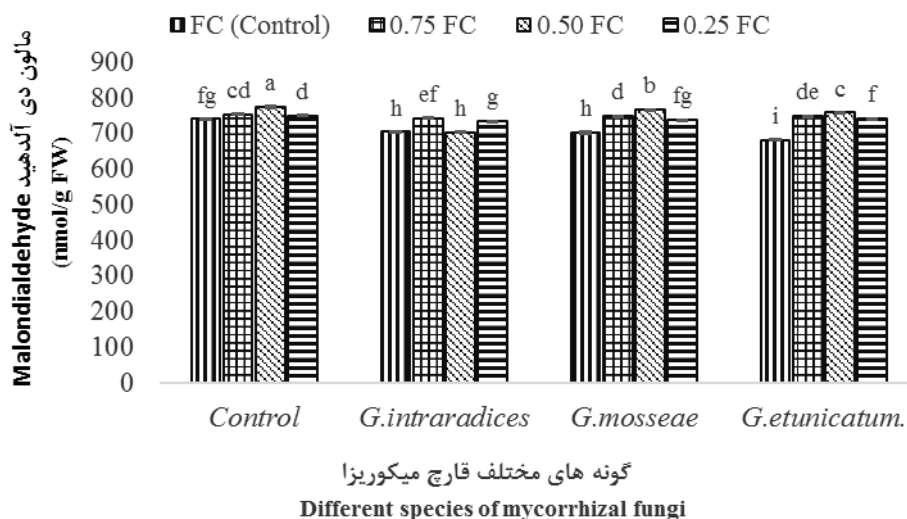 FC (Control) 0.75 FC 0.50 FC 0.25 FC
مالون دی آلدهید Malondialdehyde
(nmol/g FW)
900
800
700
600
500
400
300
200
100
0
fg cd a d h ef h g h d b fg i de c f
Control G.intraradices G.mosseae G.etunicatum.
گونه های مختلف قارچ میکوریزا
Different species of mycorrhizal fungi